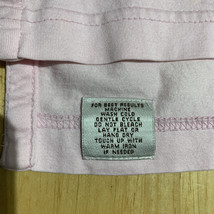 FOR BEST RESULTS
MACHINE
WASH COLD
GENTLE CYCLE
DO NOT BLEACH
LAY FLAT OR
HANG DRY
TOUCH UP WITH
WARM IRON
IF NEEDED